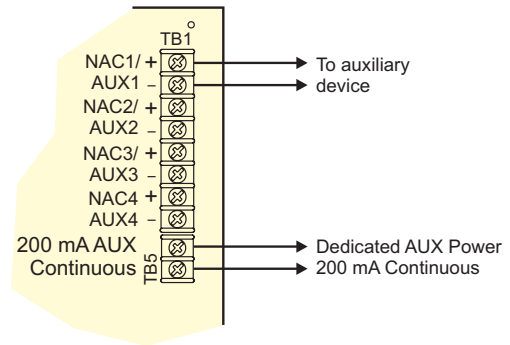 TB1
NAC1/ +
AUX1 –
NAC2/ +
AUX2 –
NAC3/ +
AUX3 –
NAC4 +
AUX4 –
200 mA AUX
Continuous
TB5
To auxiliary
device
Dedicated AUX Power
200 mA Continuous